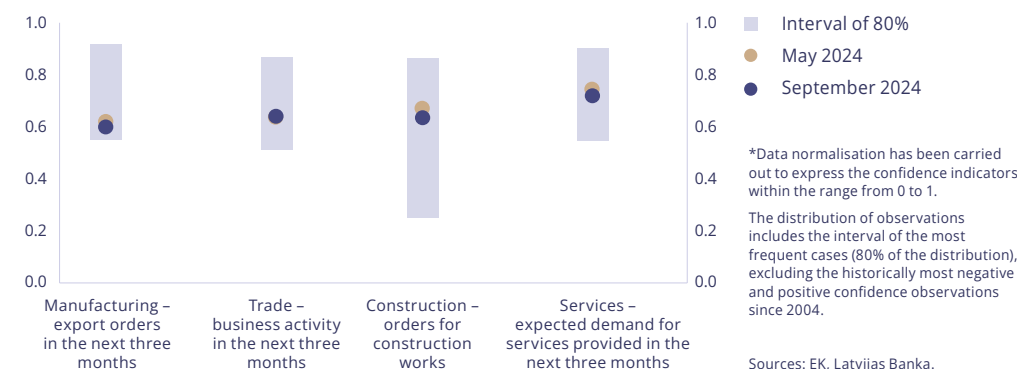 1.0
0.8
0.6
0.4
0.2
0.0
1.0
0.8
0.6
0.4
0.2
0.0
Manufacturing –
export orders
in the next three
months
Trade –
business activity
in the next three
months
Construction –
orders for
construction
works
Services –
expected demand for
services provided in the
next three months
Interval of 80%
May 2024
September 2024
*Data normalisation has been carried
out to express the confidence indicators
within the range from 0 to 1.
The distribution of observations
includes the interval of the most
frequent cases (80% of the distribution),
excluding the historically most negative
and positive confidence observations
since 2004.
Sources: EK, Latvijas Banka.